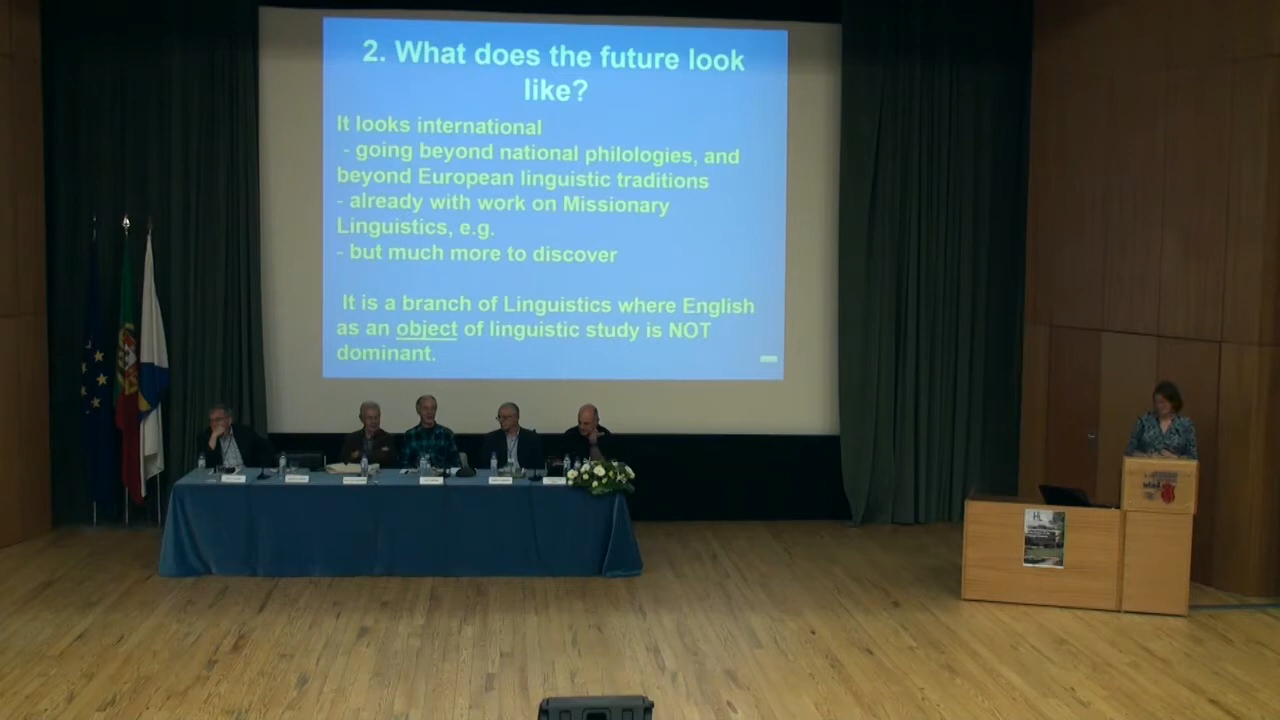 2. What does the future look
like?
It looks international
- going beyond national philologies, and
beyond European linguistic traditions
- already with work on Missionary
Linguistics, e.g.
- but much more to discover
It is a branch of Linguistics where English
as an object of linguistic study is NOT
dominant.